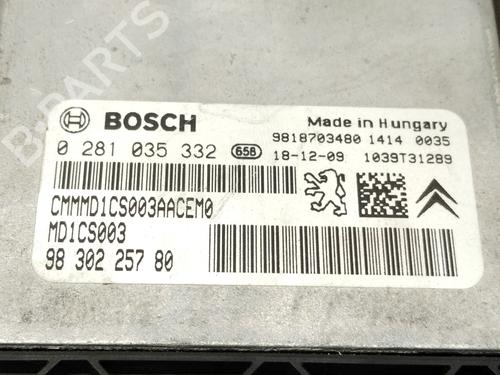 BOSCH
Made in Hungary
9818703480 1414 0035
0 281 035 332 658
18-12-09 1039T31289
CMMMD1CS003AACEM0
MD1CS003
98 302 257 80
B-PARTS